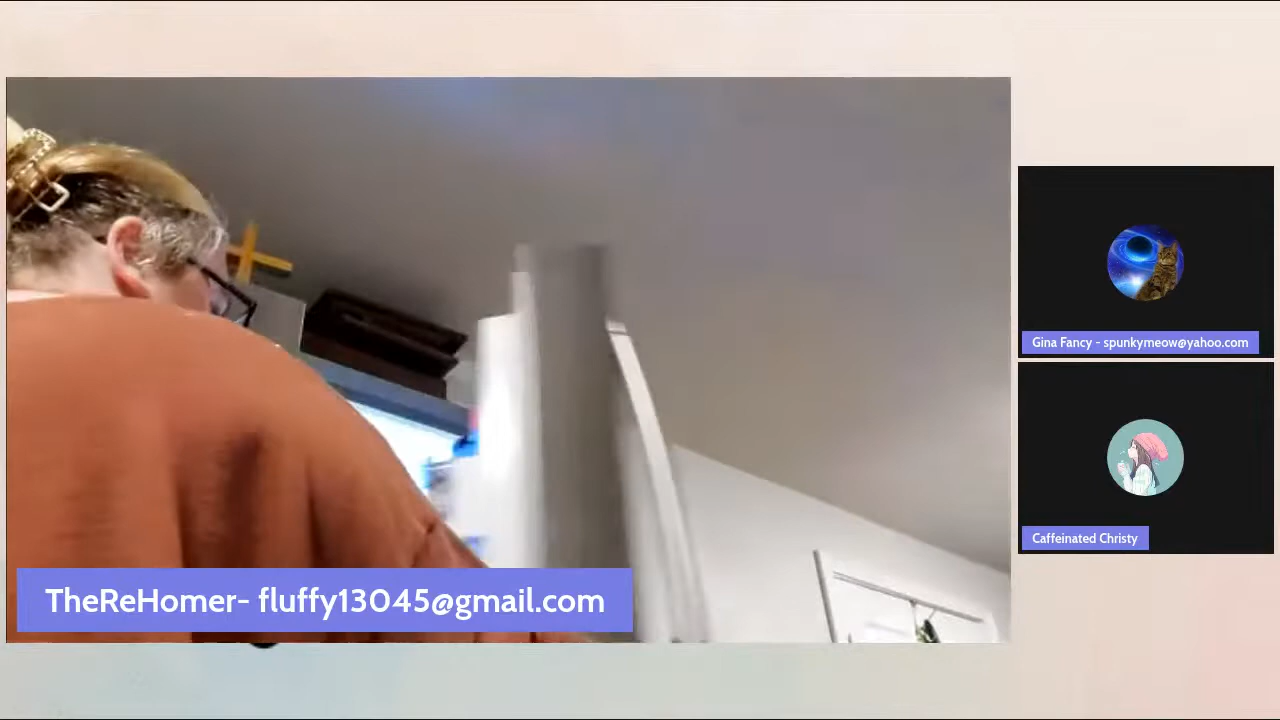 Gina Fancy - spunkymeow@yahoo.com
Caffeinated Christy
TheReHomer- fluffy13045@gmail.com